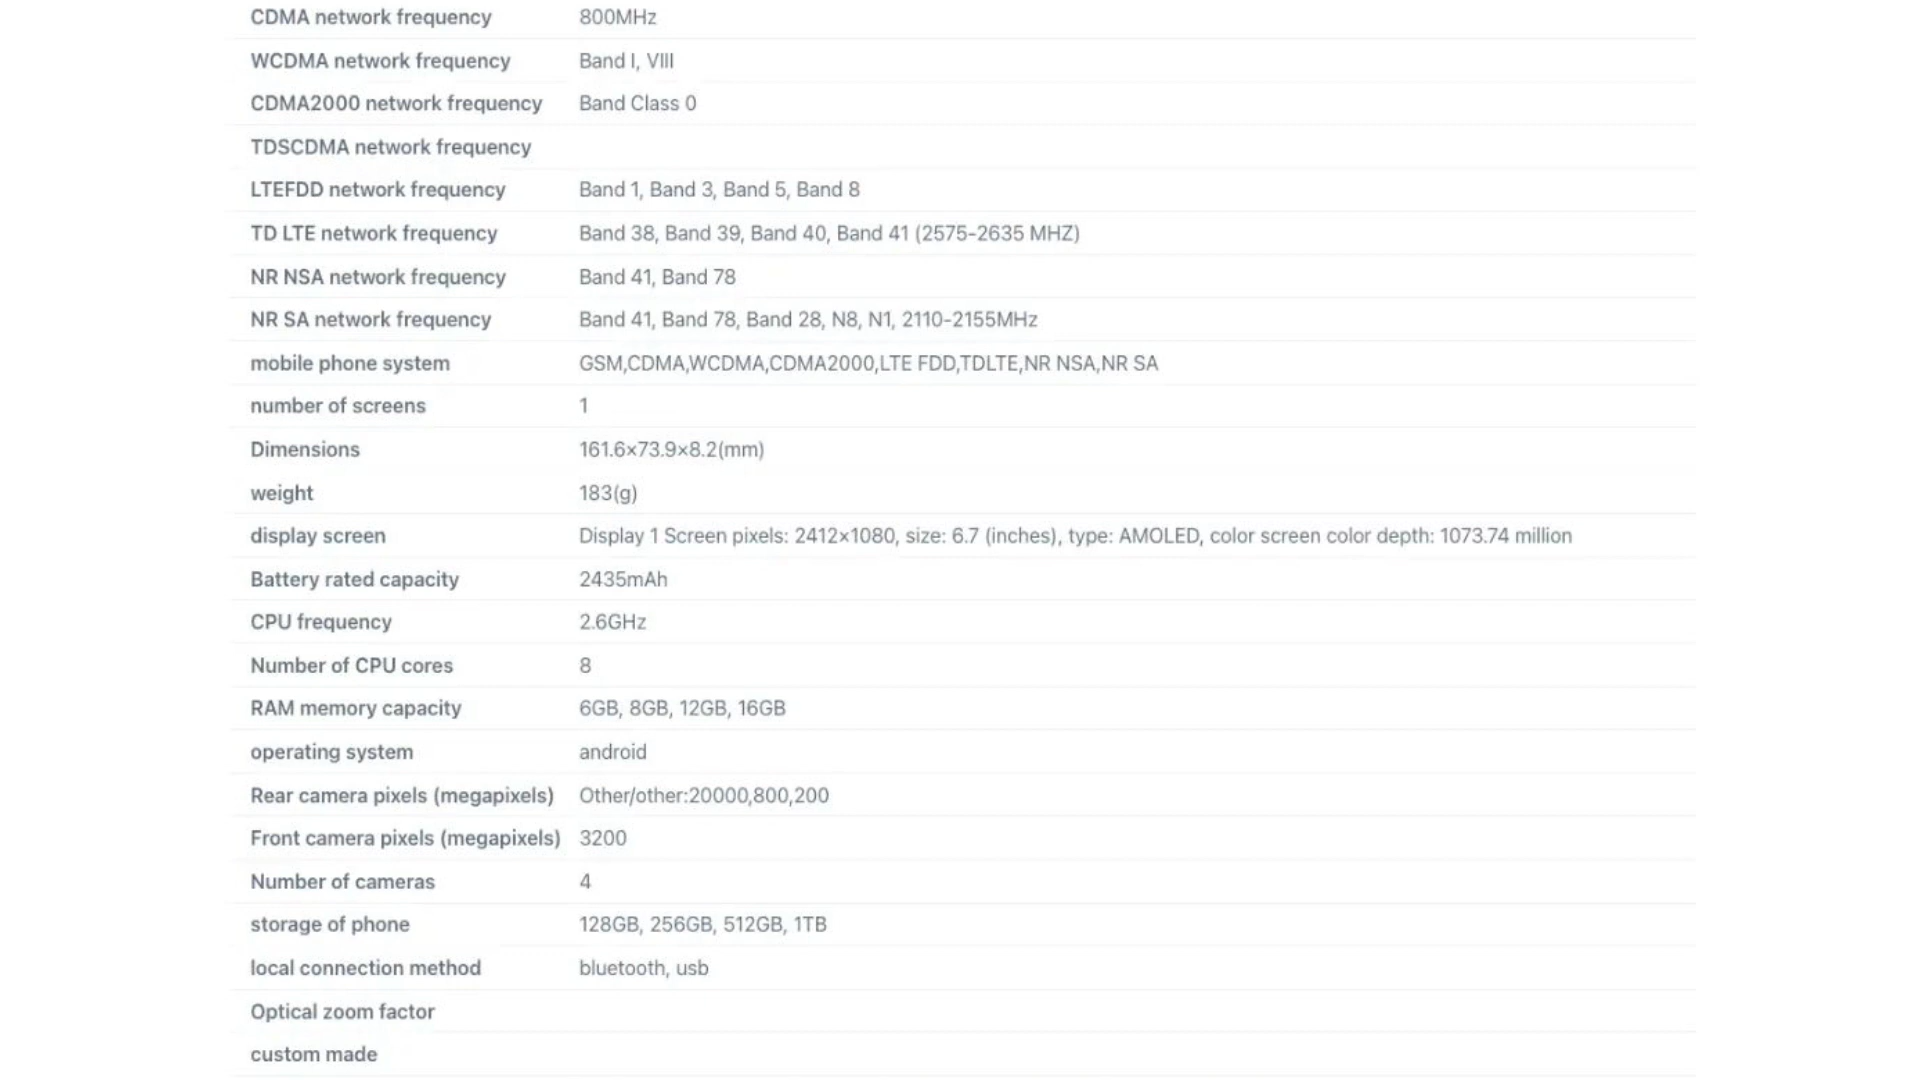 CDMA network frequency 800MHz
WCDMA network frequency Band I, VIII
CDMA2000 network frequency Band Class 0
TDSCDMA network frequency
LTEFDD network frequency Band 1, Band 3, Band 5, Band 8
TD LTE network frequency Band 38, Band 39, Band 40, Band 41 (2575-2635 MHZ)
NR NSA network frequency Band 41, Band 78
NR SA network frequency Band 41, Band 78, Band 28, N8, N1, 2110-2155MHz
mobile phone system GSM,CDMA,WCDMA,CDMA2000,LTE FDD,TDLTE,NR NSA,NR SA
number of screens 1
Dimensions 161.6×73.9×8.2(mm)
weight 183(g)
display screen Display 1 Screen pixels: 2412×1080, size: 6.7 (inches), type: AMOLED, color screen color depth: 1073.74 million
Battery rated capacity 2435mAh
CPU frequency 2.6GHz
Number of CPU cores 8
RAM memory capacity 6GB, 8GB, 12GB, 16GB
operating system android
Rear camera pixels (megapixels) Other/other:20000,800,200
Front camera pixels (megapixels) 3200
Number of cameras 4
storage of phone 128GB, 256GB, 512GB, 1TB
local connection method bluetooth, usb
Optical zoom factor
custom made